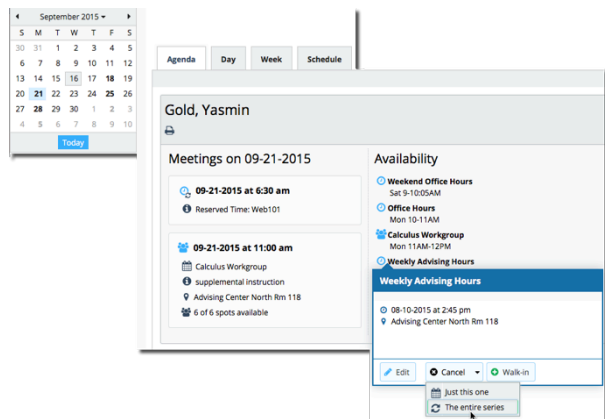 September 2015
S M T W T F S
30 31 1 2 3 4 5
6 7 8 9 10 11 12
13 14 15 16 17 18 19
20 21 22 23 24 25 26
27 28 29 30 1 2 3
4 5 6 7 8 9 10
Today
Agenda Day Week Schedule
Gold, Yasmin
Meetings on 09-21-2015
09-21-2015 at 6:30 am
Reserved Time: Web101
09-21-2015 at 11:00 am
Calculus Workgroup
supplemental instruction
Advising Center North Rm 118
6 of 6 spots available
Availability
Weekend Office Hours
Sat 9-10:05AM
Office Hours
Mon 10-11AM
Calculus Workgroup
Mon 11AM-12PM
Weekly Advising Hours
Weekly Advising Hours
08-10-2015 at 2:45 pm
Advising Center North Rm 118
Edit Cancel Walk-in
Just this one
The entire series